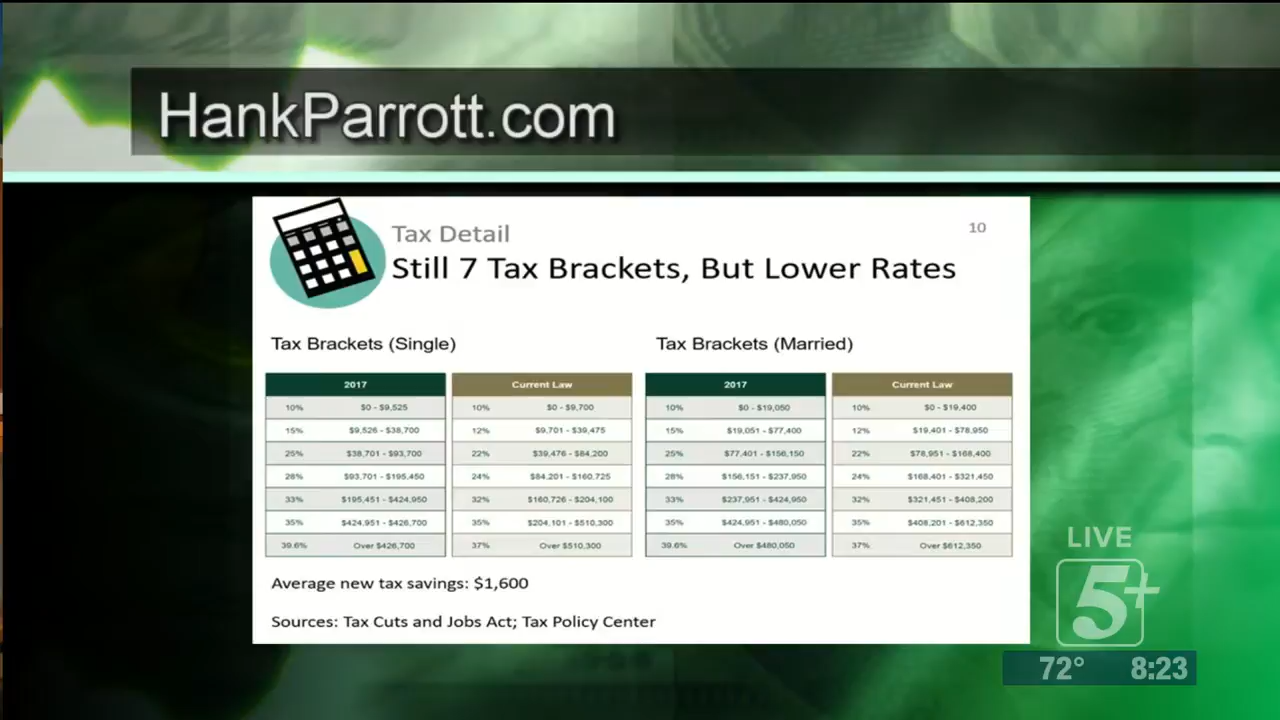 HankParrott.com
Tax Detail
10
Still 7 Tax Brackets, But Lower Rates
Tax Brackets (Single)
Tax Brackets (Married)
2017 Current Law 2017 Current Law
10% $0 - $9,525 10% $0 - $9,700 10% $0 - $19,050 10% $0 - $19,400
15% $9,526 - $38,700 12% $9,701 - $39,475 15% $19,051 - $77,400 12% $19,401 - $78,950
25% $38,701 - $93,700 22% $39,476 - $84,200 25% $77,401 - $156,150 22% $78,951 - $168,400
28% $93,701 - $195,450 24% $84,201 - $160,725 28% $156,151 - $237,950 24% $168,401 - $321,450
33% $195,451 - $424,950 32% $160,726 - $204,100 33% $237,951 - $424,950 32% $321,451 - $408,200
35% $424,951 - $426,700 35% $204,101 - $510,300 35% $424,951 - $480,050 35% $408,201 - $612,350
39.6% Over $426,700 37% Over $510,300 39.6% Over $480,050 37% Over $612,350
Average new tax savings: $1,600
Sources: Tax Cuts and Jobs Act; Tax Policy Center
LIVE
5+
72° 8:23